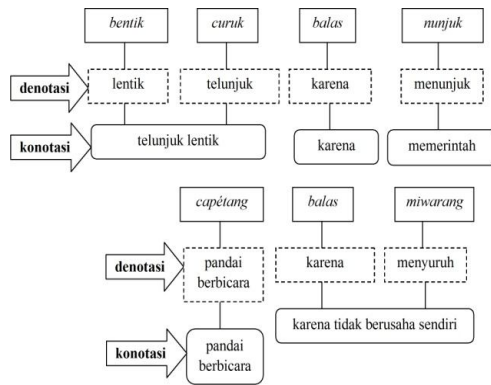 bentik curuk balas nunjuk
denotasi lentik telunjuk karena menunjuk
konotasi telunjuk lentik karena memerintah
capétang balas miwarang
denotasi pandai berbicara karena menyuruh
konotasi pandai berbicara karena tidak berusaha sendiri